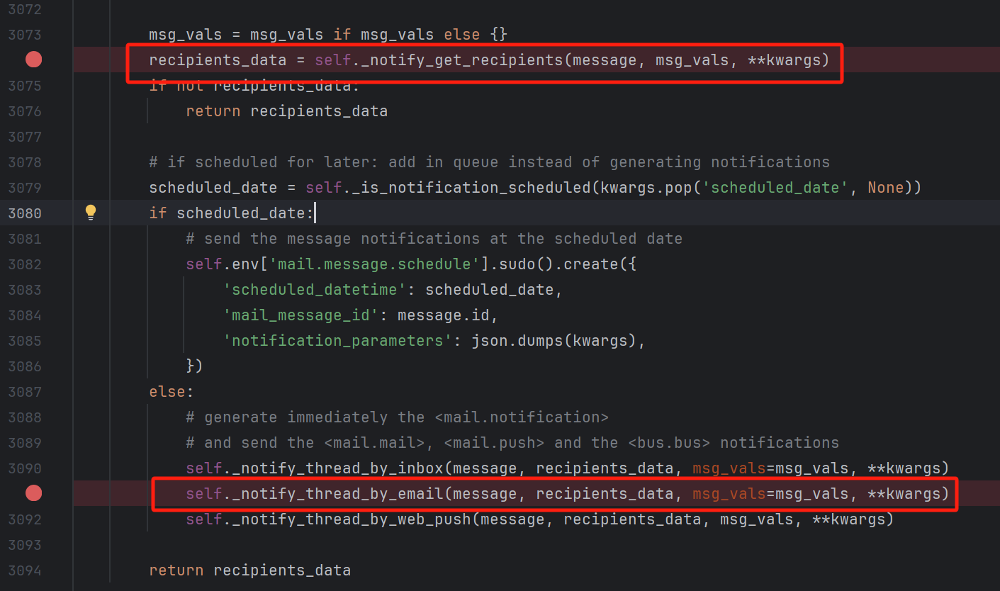 3072
3073 msg_vals = msg_vals if msg_vals else {}
recipients_data = self._notify_get_recipients(message, msg_vals, **kwargs)
3075 if not recipients_data:
3076 return recipients_data
3077
3078 # if scheduled for later: add in queue instead of generating notifications
3079 scheduled_date = self._is_notification_scheduled(kwargs.pop('scheduled_date', None))
3080 if scheduled_date:
3081 # send the message notifications at the scheduled date
3082 self.env['mail.message.schedule'].sudo().create({
3083 'scheduled_datetime': scheduled_date,
3084 'mail_message_id': message.id,
3085 'notification_parameters': json.dumps(kwargs),
3086 })
3087 else:
3088 # generate immediately the <mail.notification>
3089 # and send the <mail.mail>, <mail.push> and the <bus.bus> notifications
3090 self._notify_thread_by_inbox(message, recipients_data, msg_vals=msg_vals, **kwargs)
self._notify_thread_by_email(message, recipients_data, msg_vals=msg_vals, **kwargs)
3092 self._notify_thread_by_web_push(message, recipients_data, msg_vals, **kwargs)
3093
3094 return recipients_data